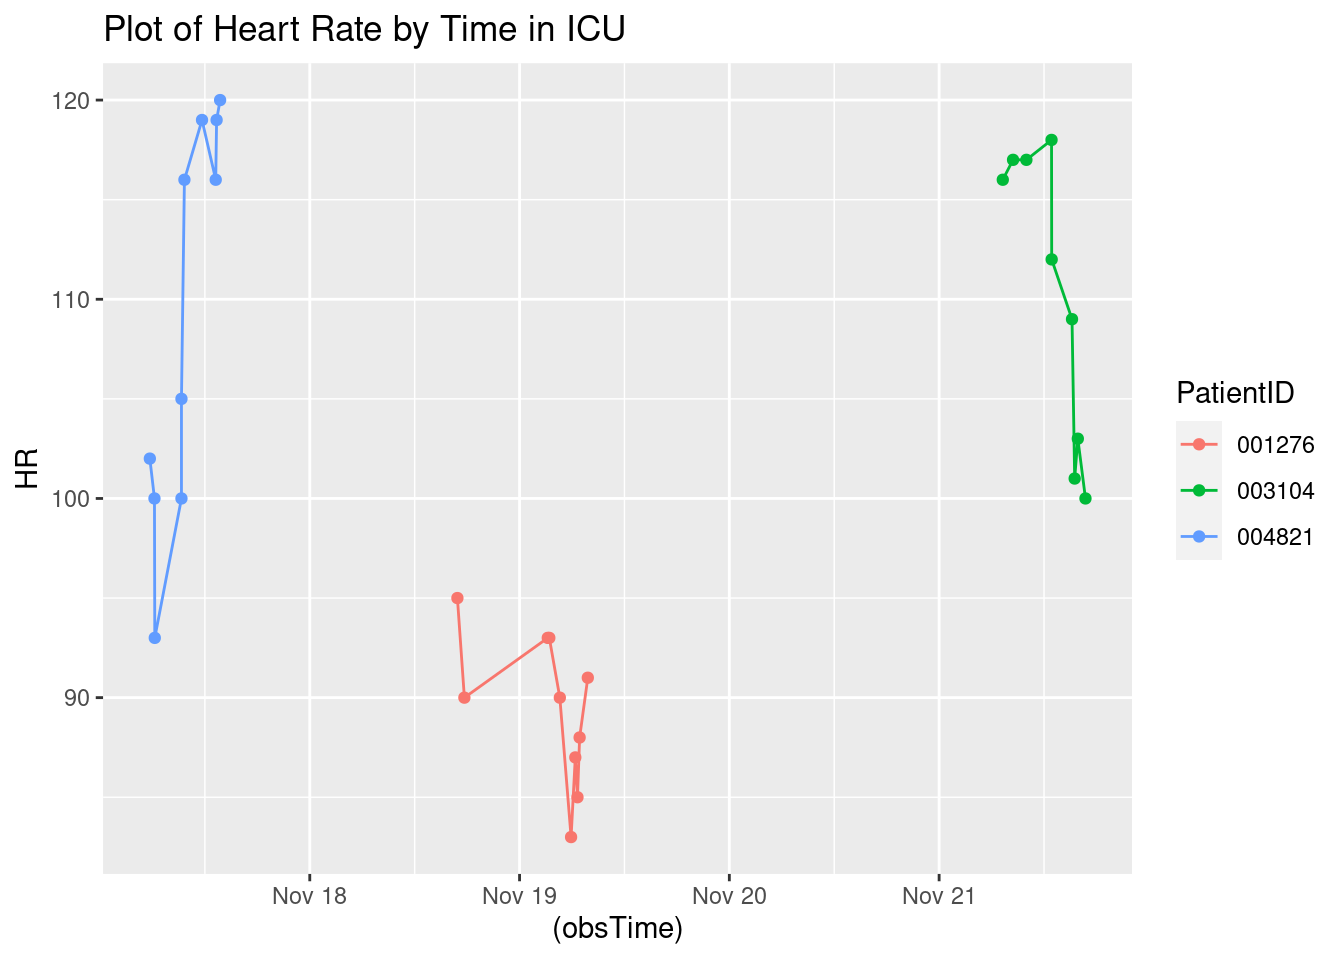 Plot of Heart Rate by Time in ICU
120
110
100
90
HR
Nov 18
Nov 19
Nov 20
Nov 21
(obsTime)
PatientID
001276
003104
004821